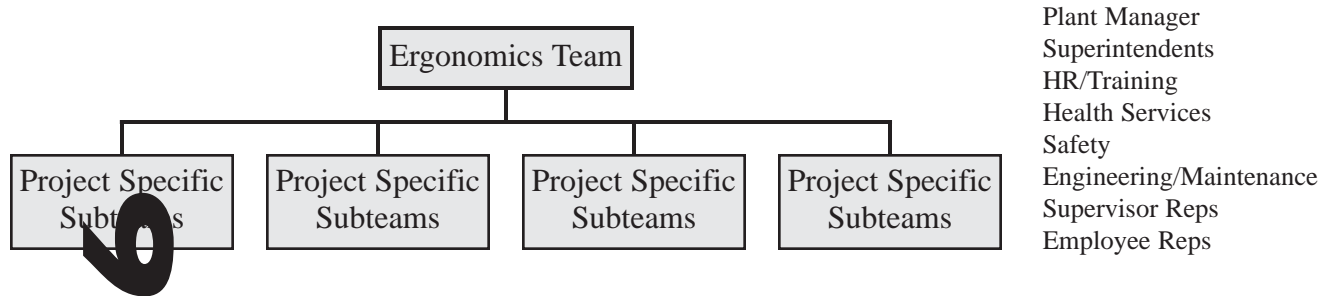 Ergonomics Team
Project Specific
Subteams
Project Specific
Subteams
Project Specific
Subteams
Project Specific
Subteams
Plant Manager
Superintendents
HR/Training
Health Services
Safety
Engineering/Maintenance
Supervisor Reps
Employee Reps
6